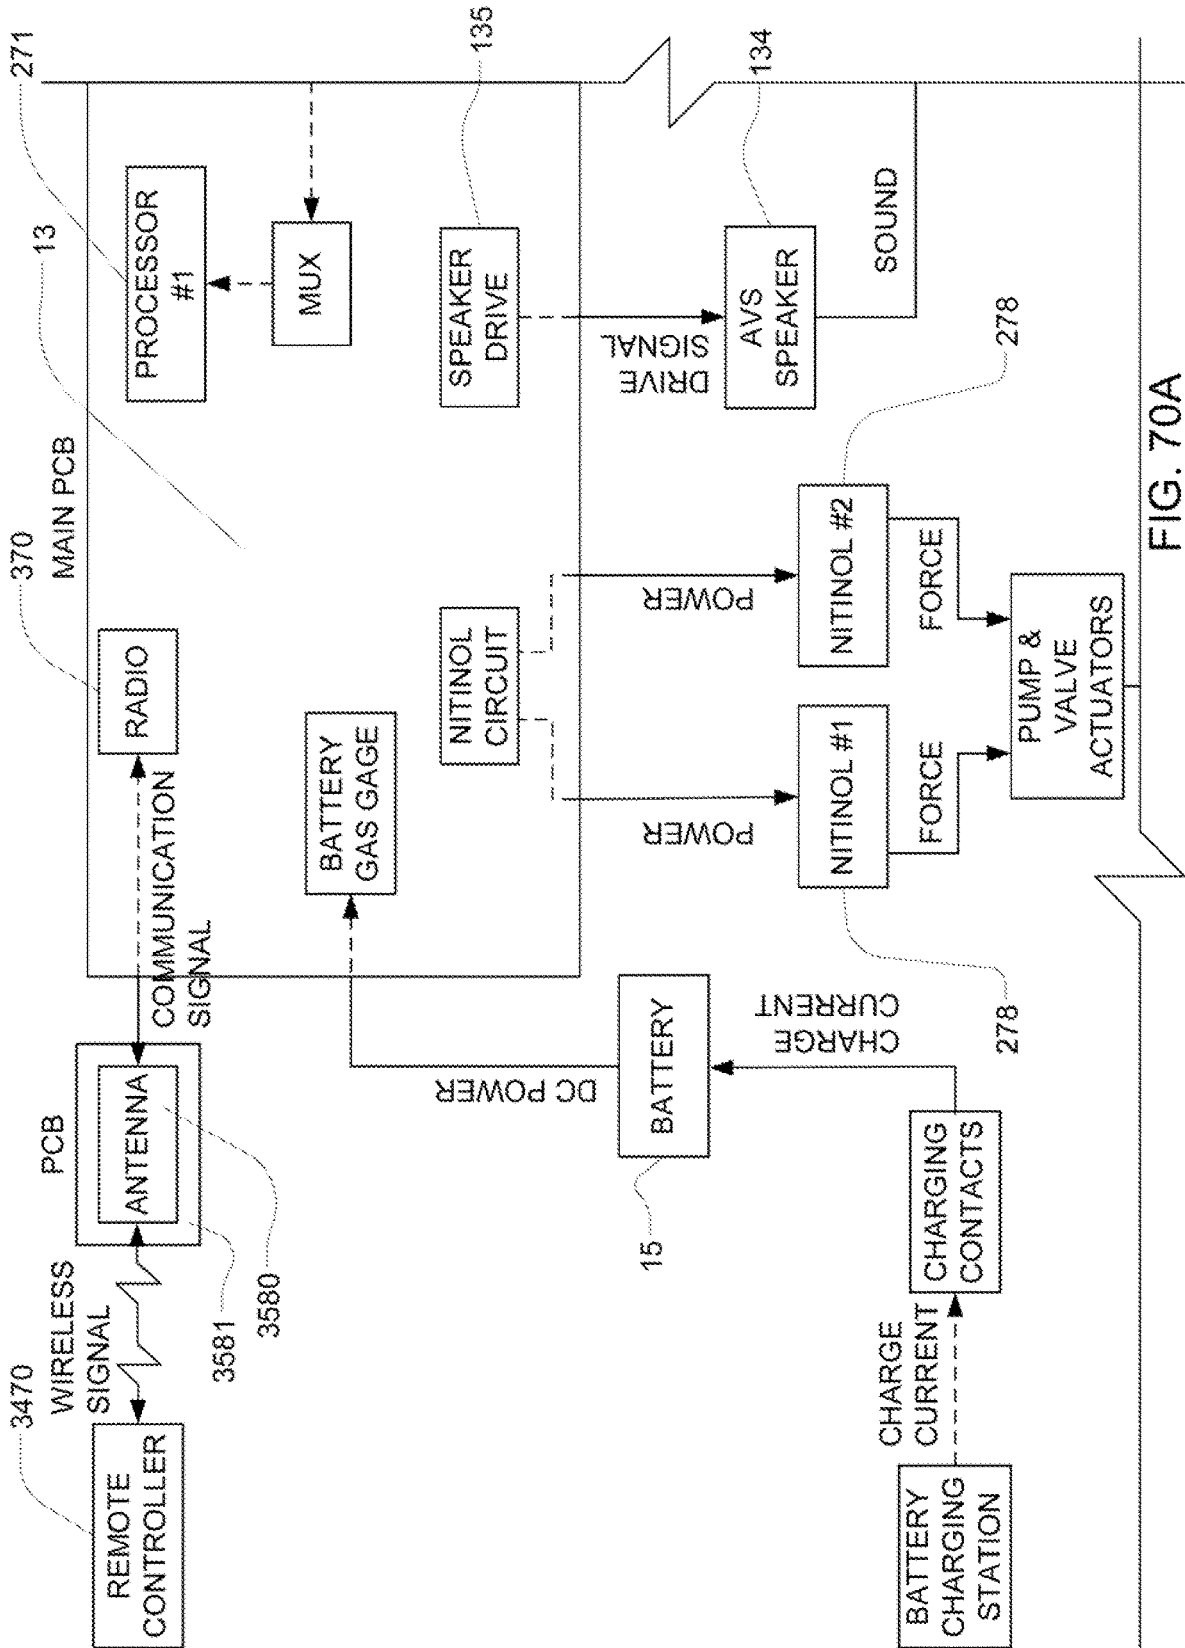 3470
REMOTE
CONTROLLER
WIRELESS
SIGNAL
3581
3580
PCB
ANTENNA
COMMUNICATION
SIGNAL
370
RADIO
MAIN PCB
13
271
PROCESSOR
#1
MUX
BATTERY
GAS GAGE
NITINOL
CIRCUIT
SPEAKER
DRIVE
135
DC POWER
BATTERY
15
CHARGE
CURRENT
POWER
POWER
DRIVE
SIGNAL
AVS
SPEAKER
134
SOUND
NITINOL #1
278
NITINOL #2
278
FORCE
FORCE
PUMP &
VALVE
ACTUATORS
BATTERY
CHARGING
STATION
CHARGE
CURRENT
CHARGING
CONTACTS
FIG. 70A